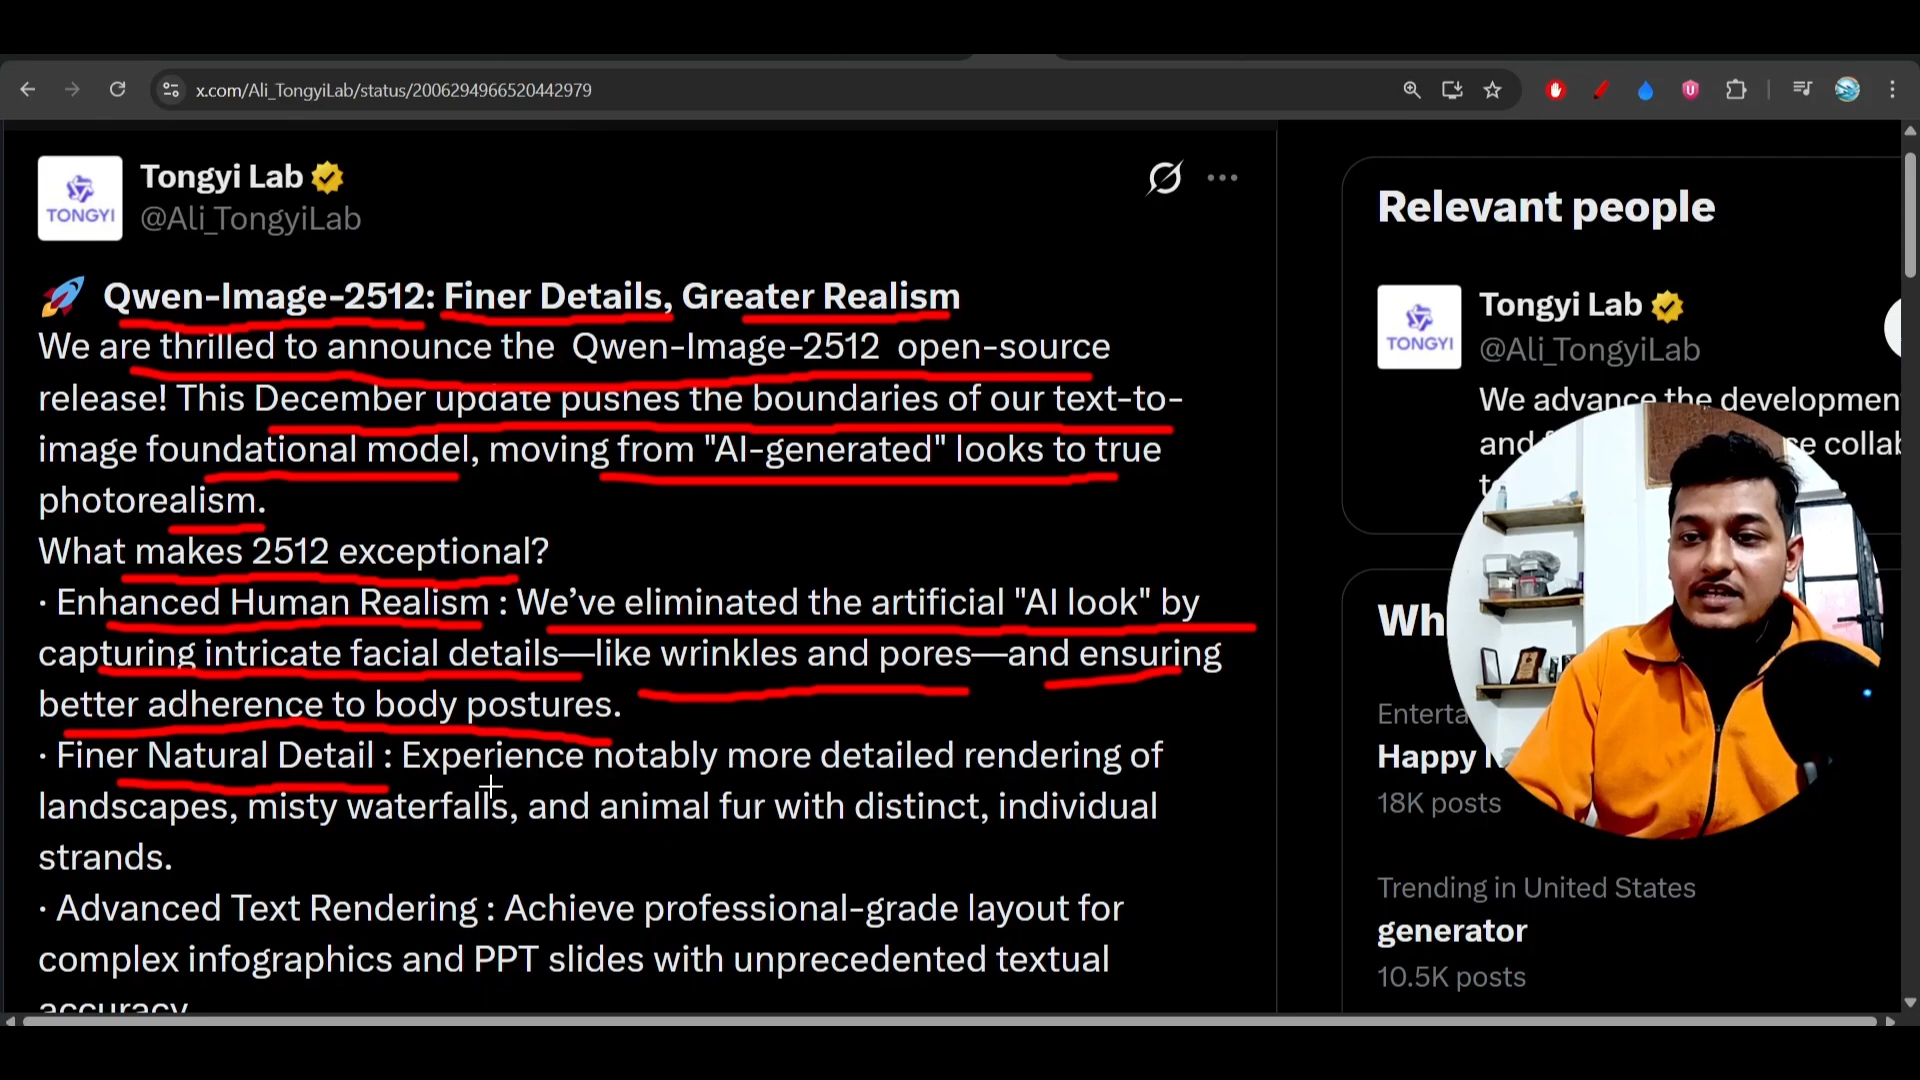 x.com/Ali_TongyiLab/status/2006294966520442979
Tongyi Lab
@Ali_TongyiLab
TONGYI
🚀 Qwen-Image-2512: Finer Details, Greater Realism
We are thrilled to announce the Qwen-Image-2512 open-source
release! This December update pushes the boundaries of our text-to-
image foundational model, moving from "AI-generated" looks to true
photorealism.
What makes 2512 exceptional?
· Enhanced Human Realism : We’ve eliminated the artificial "AI look" by
capturing intricate facial details—like wrinkles and pores—and ensuring
better adherence to body postures.
· Finer Natural Detail : Experience notably more detailed rendering of
landscapes, misty waterfalls, and animal fur with distinct, individual
strands.
· Advanced Text Rendering : Achieve professional-grade layout for
complex infographics and PPT slides with unprecedented textual
accuracy
Relevant people
Tongyi Lab
@Ali_TongyiLab
TONGYI
We advance the developmen
and
Wh
Enterta
Happy
18K posts
Trending in United States
generator
10.5K posts